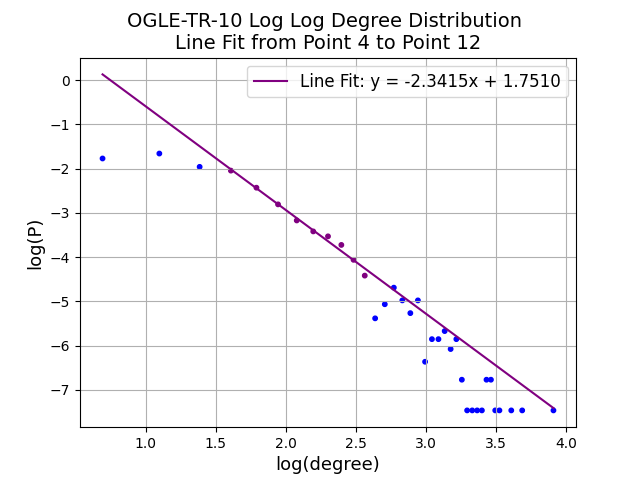 OGLE-TR-10 Log Log Degree Distribution
Line Fit from Point 4 to Point 12
Line Fit: y = -2.3415x + 1.7510
log(P)
0
−1
−2
−3
−4
−5
−6
−7
1.0 1.5 2.0 2.5 3.0 3.5 4.0
log(degree)